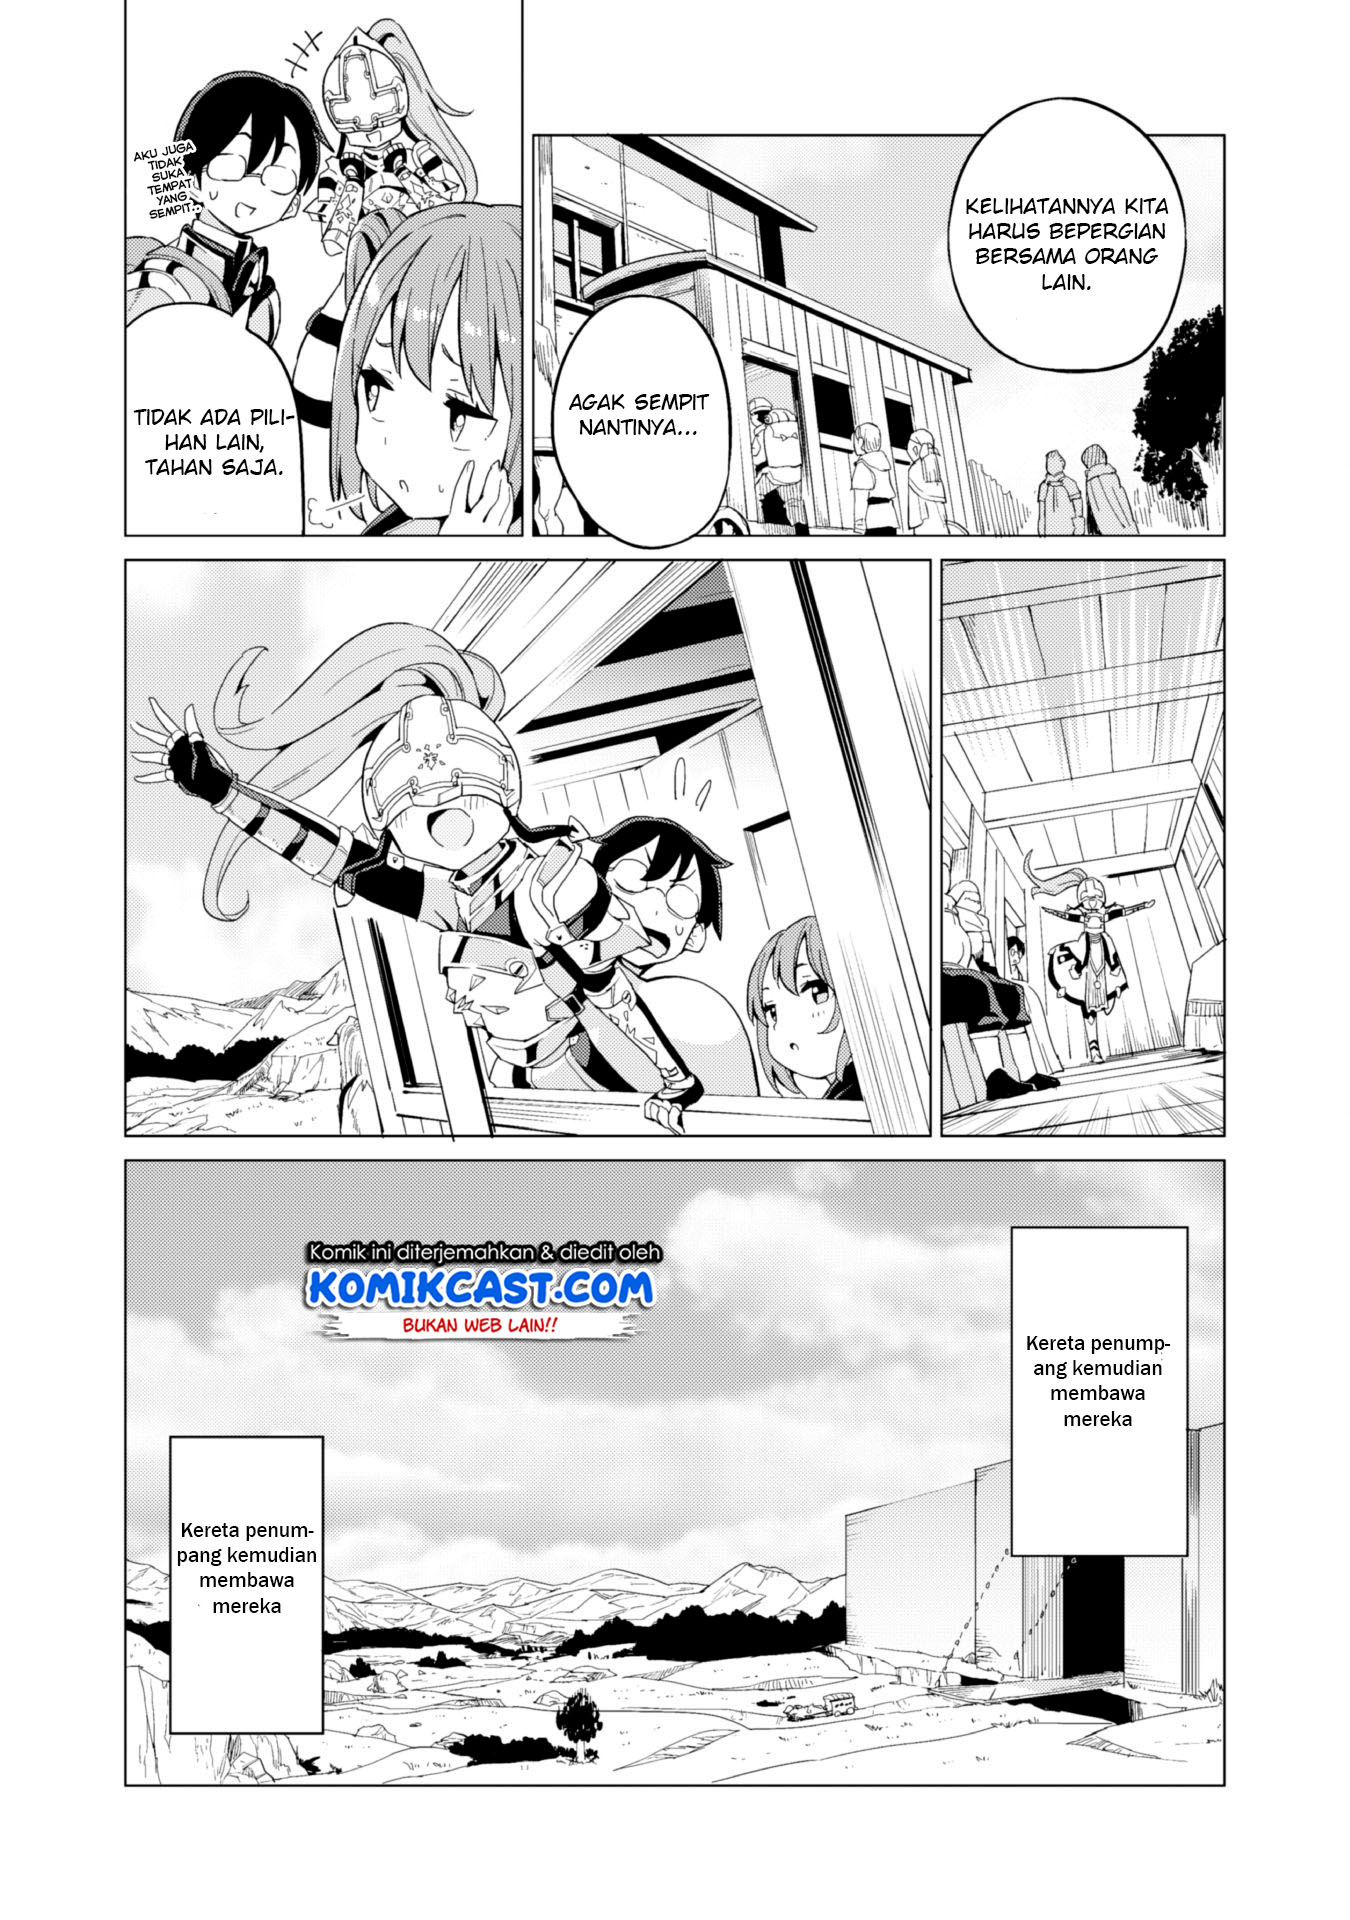 KELIHATANNYA KITA
HARUS BEPERGIAN
BERSAMA ORANG
LAIN.
AGAK SEMPIT
NANTINYA...
AKU JUGA
TIDAK
SUKA
TEMPAT
YANG
SEMPIT..
TIDAK ADA PILI-
HAN LAIN,
TAHAN SAJA.
Komik ini diterjemahkan & diedit oleh
KOMIKCAST.COM
BUKAN WEB LAIN!!
Kereta penump-
ang kemudian
membawa
mereka
Kereta penum-
pang kemudian
membawa
mereka